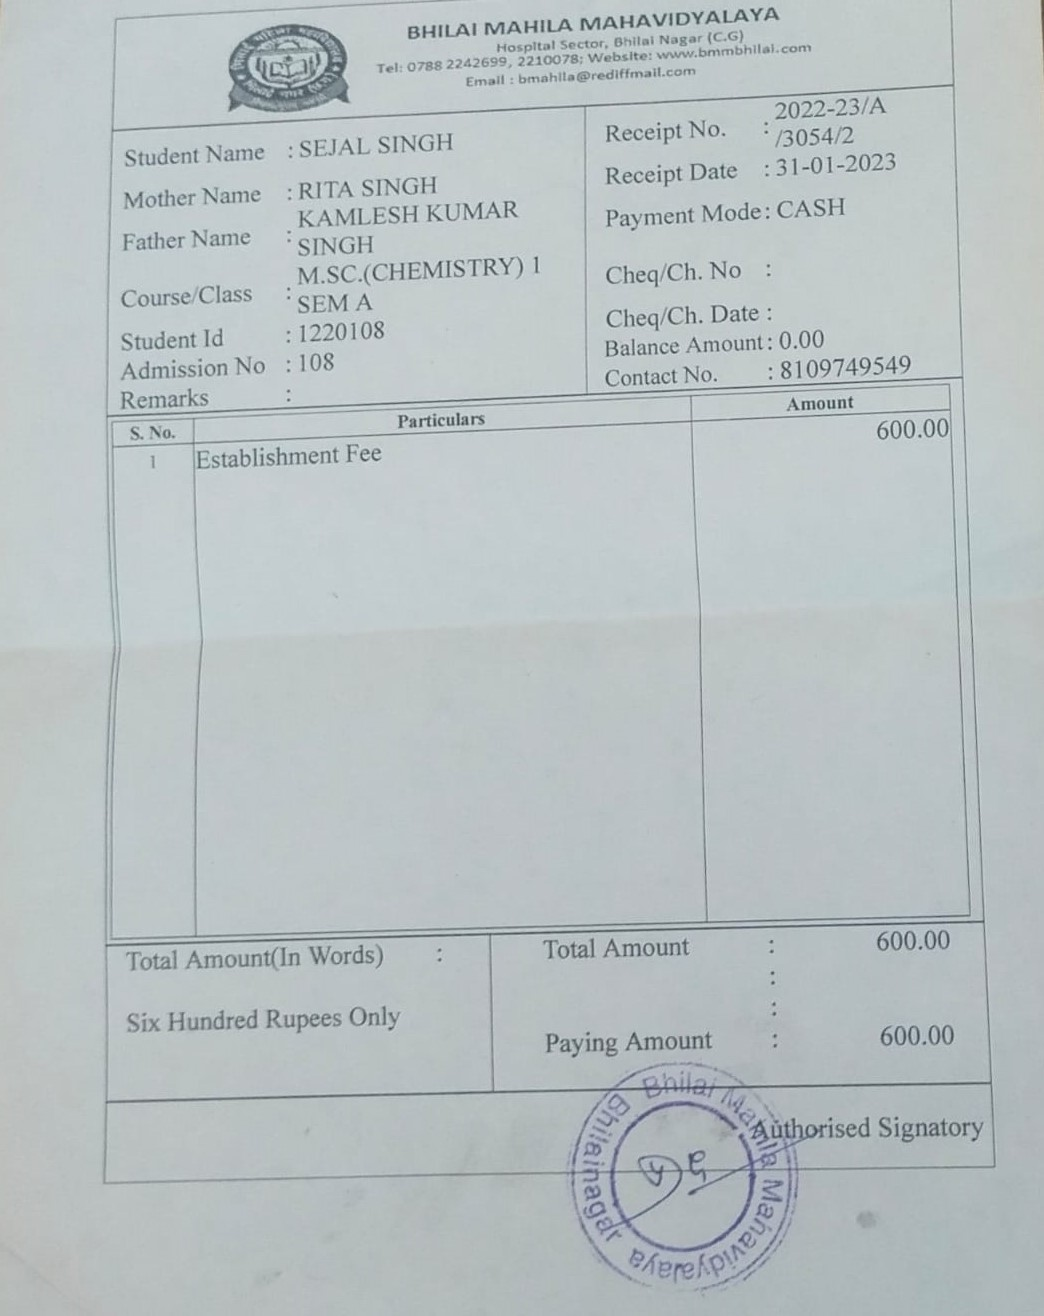 BHILAI MAHILA MAHAVIDYALAYA
Hospital Sector, Bhilai Nagar (C.G)
Tel: 0788 2242699, 2210078; Website: www.bmmbhilai.com
Email : bmahila@rediffmail.com
Student Name : SEJAL SINGH
Mother Name : RITA SINGH
Father Name : KAMLESH KUMAR
SINGH
Course/Class : M.SC.(CHEMISTRY) 1
SEM A
Student Id : 1220108
Admission No : 108
Remarks :
Receipt No. : 2022-23/A
/3054/2
Receipt Date : 31-01-2023
Payment Mode: CASH
Cheq/Ch. No :
Cheq/Ch. Date :
Balance Amount: 0.00
Contact No. : 8109749549
S. No. Particulars Amount
1 Establishment Fee 600.00
Total Amount(In Words) :
Six Hundred Rupees Only
Total Amount : 600.00
:
:
Paying Amount : 600.00
Authorised Signatory
Bhilai Mahila Mahavidyalaya
Bhilainagar